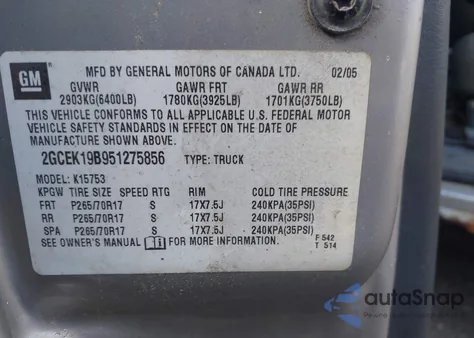 GM
MFD BY GENERAL MOTORS OF CANADA LTD. 02/05
GVWR GAWR FRT GAWR RR
2903KG(6400LB) 1780KG(3925LB) 1701KG(3750LB)
THIS VEHICLE CONFORMS TO ALL APPLICABLE U.S. FEDERAL MOTOR
VEHICLE SAFETY STANDARDS IN EFFECT ON THE DATE OF
MANUFACTURE SHOWN ABOVE.
2GCEK19B951275856 TYPE: TRUCK
MODEL: K15753
KPGW TIRE SIZE SPEED RTG RIM COLD TIRE PRESSURE
FRT P265/70R17 S 17X7.5J 240KPA(35PSI)
RR P265/70R17 S 17X7.5J 240KPA(35PSI)
SPA P265/70R17 S 17X7.5J 240KPA(35PSI)
SEE OWNER'S MANUAL FOR MORE INFORMATION. F 542
T 514
autoSnap